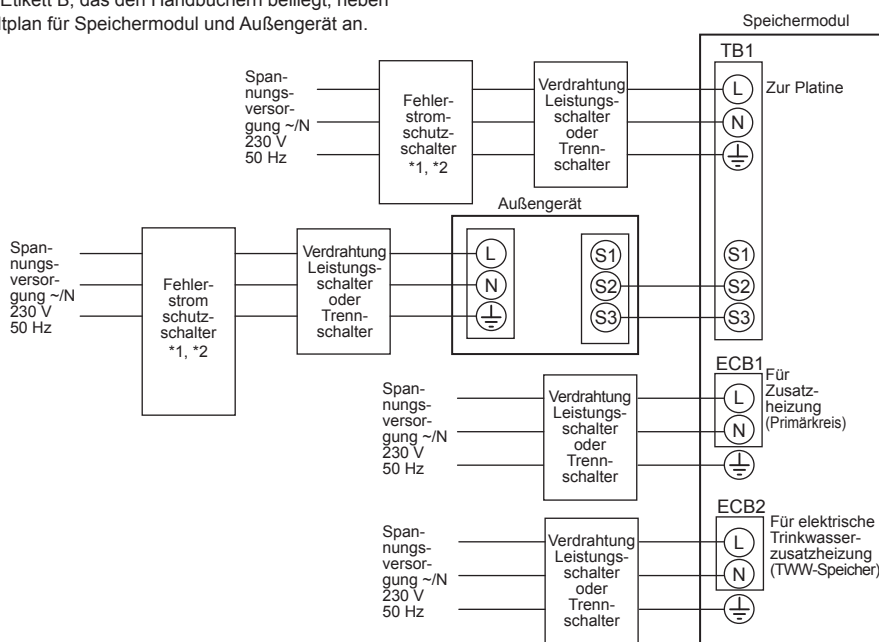 Etikett B, das den Handbüchern beiliegt, neben
ltplan für Speichermodul und Außengerät an.
Speichermodul
TB1
Span-
nungs-
versor-
gung ~/N
230 V
50 Hz
Fehler-
strom-
schutz-
schalter
*1, *2
Verdrahtung
Leistungs-
schalter
oder
Trenn-
schalter
L
N
Zur Platine
Außengerät
Span-
nungs-
versor-
gung ~/N
230 V
50 Hz
Fehler-
strom
schutz-
schalter
*1, *2
Verdrahtung
Leistungs-
schalter
oder
Trenn-
schalter
L
N
S1
S2
S3
S1
S2
S3
ECB1
Span-
nungs-
versor-
gung ~/N
230 V
50 Hz
Verdrahtung
Leistungs-
schalter
oder
Trenn-
schalter
L
N
Für
Zusatz-
heizung
(Primärkreis)
ECB2
Span-
nungs-
versor-
gung ~/N
230 V
50 Hz
Verdrahtung
Leistungs-
schalter
oder
Trenn-
schalter
L
N
Für elektrische
Trinkwasser-
zusatzheizung
(TWW-Speicher)